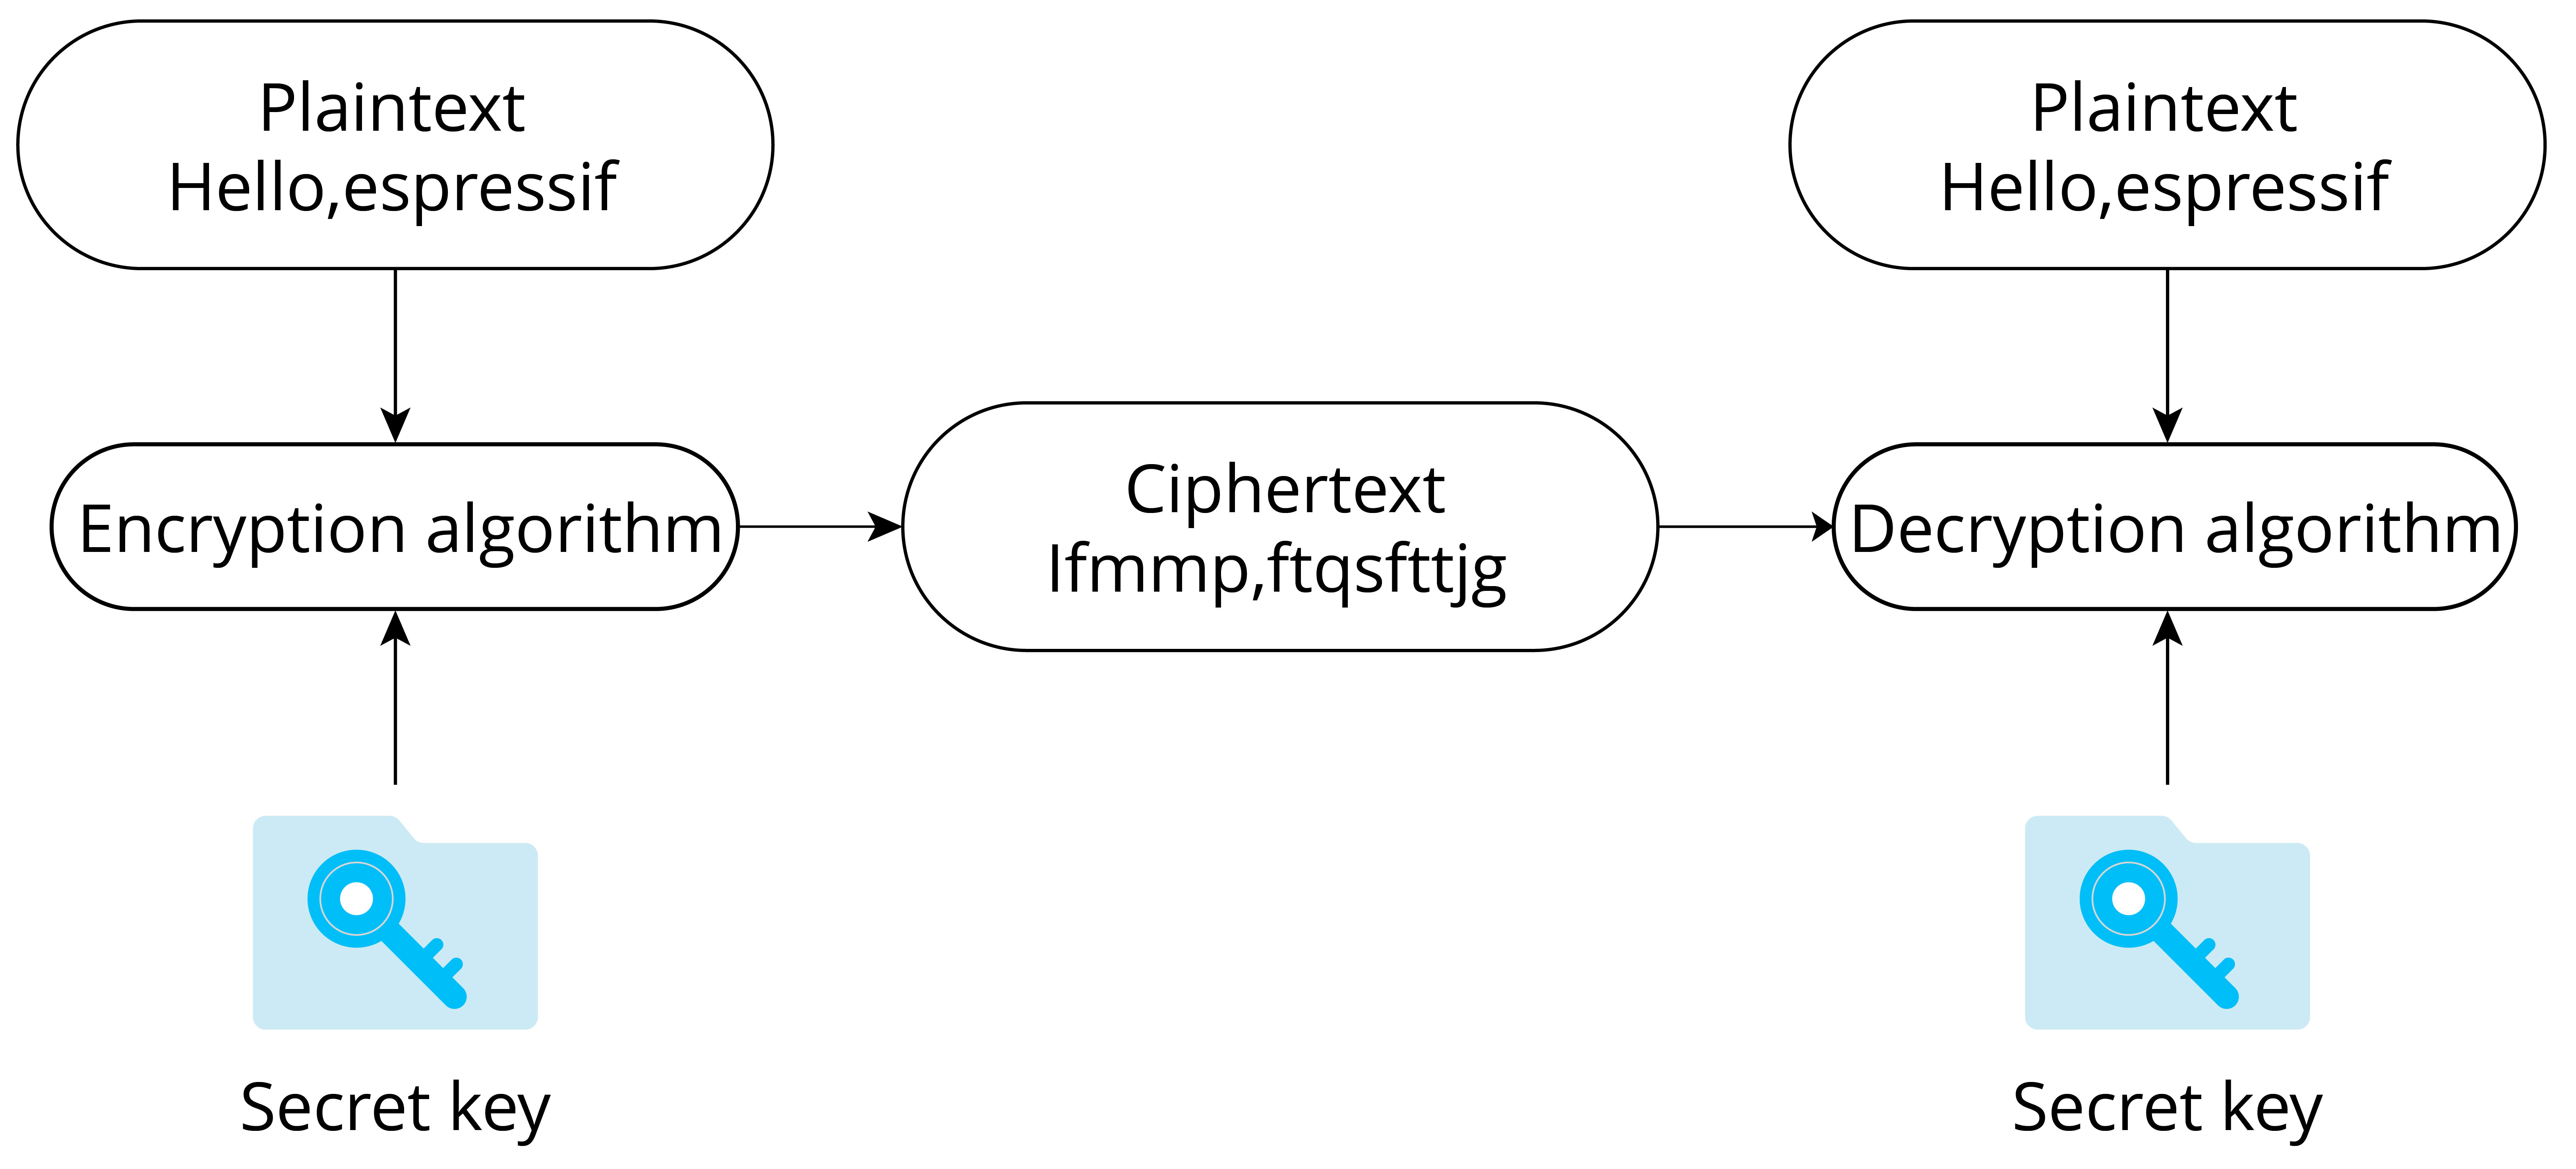 Plaintext
Hello,espressif
Plaintext
Hello,espressif
Encryption algorithm
Ciphertext
Ifmmp,ftqsfttjg
Decryption algorithm
Secret key
Secret key